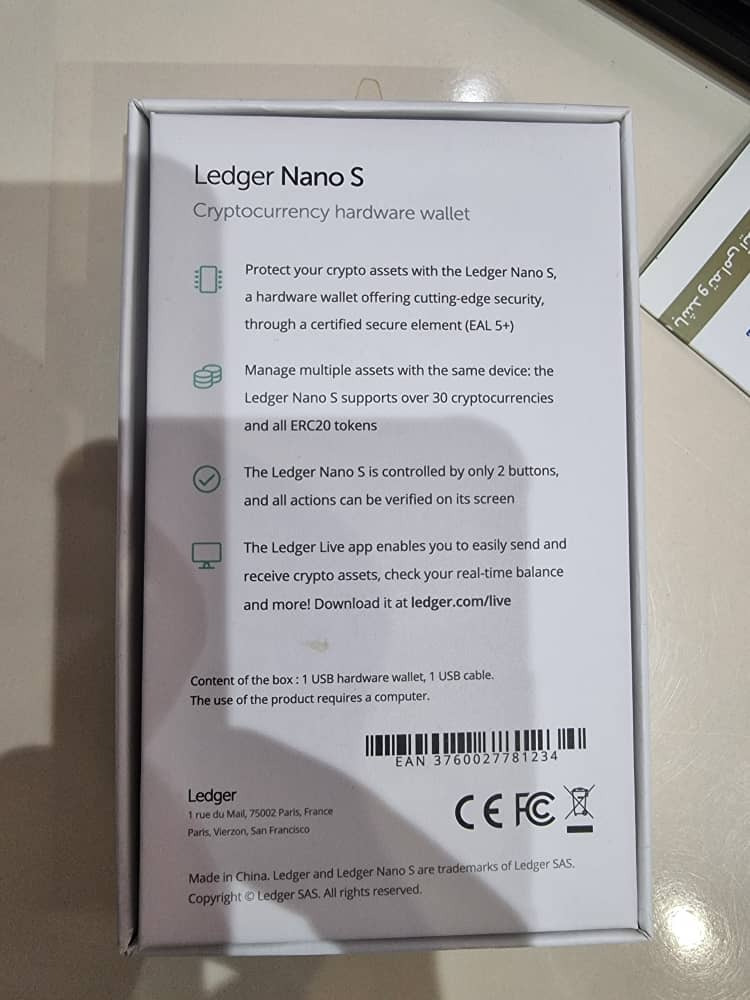 Ledger Nano S
Cryptocurrency hardware wallet
Protect your crypto assets with the Ledger Nano S,
a hardware wallet offering cutting-edge security,
through a certified secure element (EAL 5+)
Manage multiple assets with the same device: the
Ledger Nano S supports over 30 cryptocurrencies
and all ERC20 tokens
The Ledger Nano S is controlled by only 2 buttons,
and all actions can be verified on its screen
The Ledger Live app enables you to easily send and
receive crypto assets, check your real-time balance
and more! Download it at ledger.com/live
Content of the box : 1 USB hardware wallet, 1 USB cable.
The use of the product requires a computer.
EAN 3760027781234
Ledger
1 rue du Mail, 75002 Paris, France
Paris, Vierzon, San Francisco
CE FC
Made in China. Ledger and Ledger Nano S are trademarks of Ledger SAS.
Copyright © Ledger SAS. All rights reserved.
باشد و تمامی